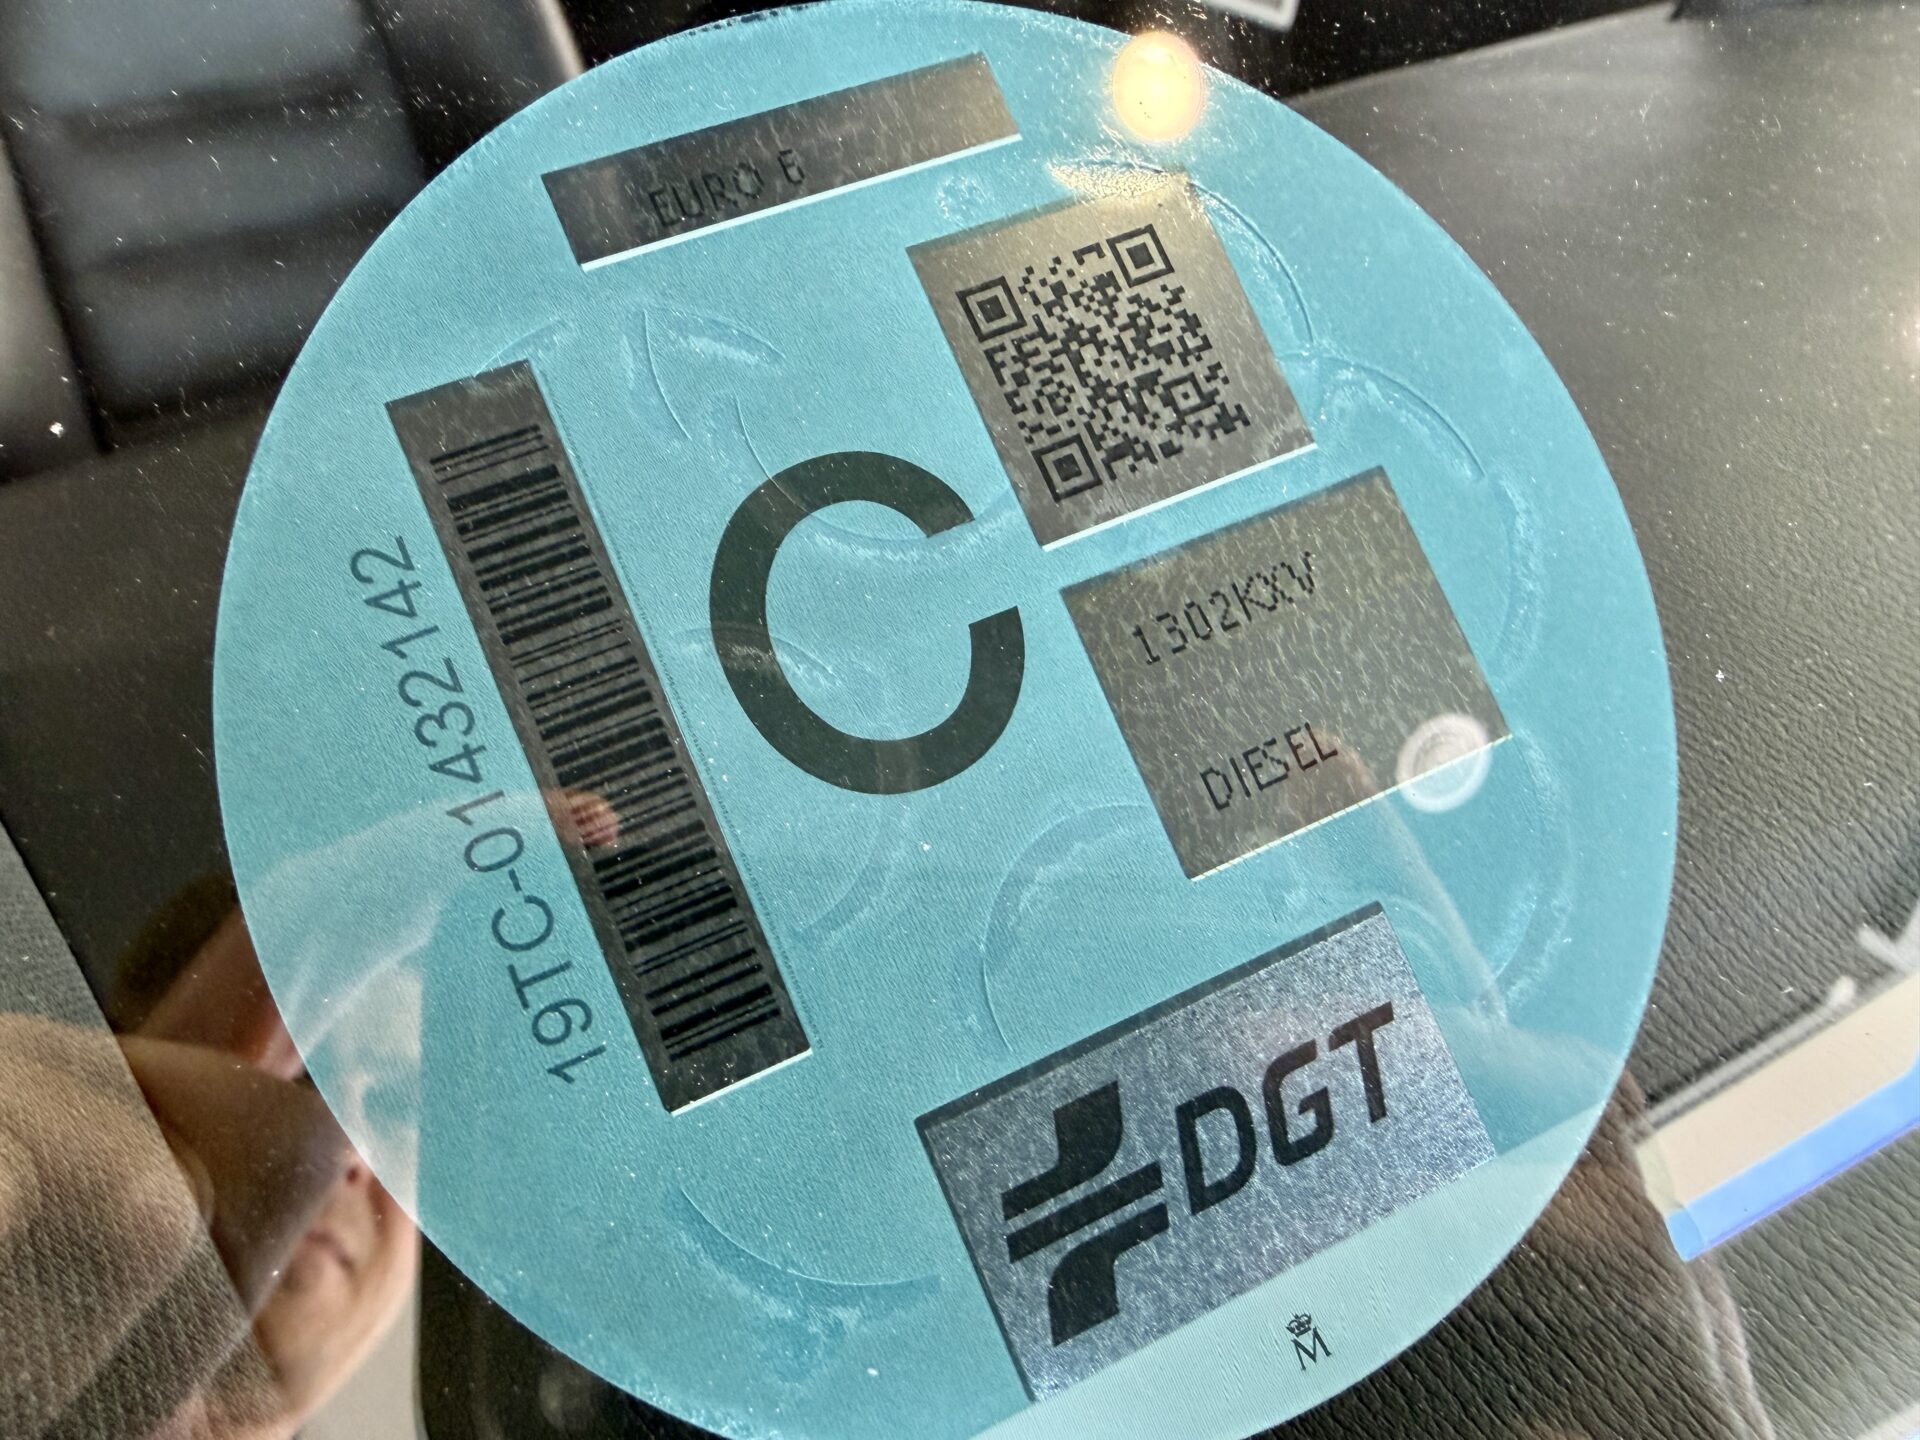 EURO 6
19TC-01432142
C
1302KXV
DIESEL
DGT
M